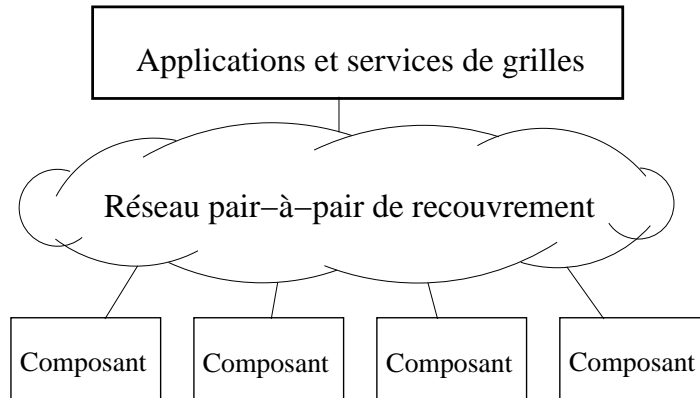 Applications et services de grilles
Réseau pair−à−pair de recouvrement
Composant Composant Composant Composant